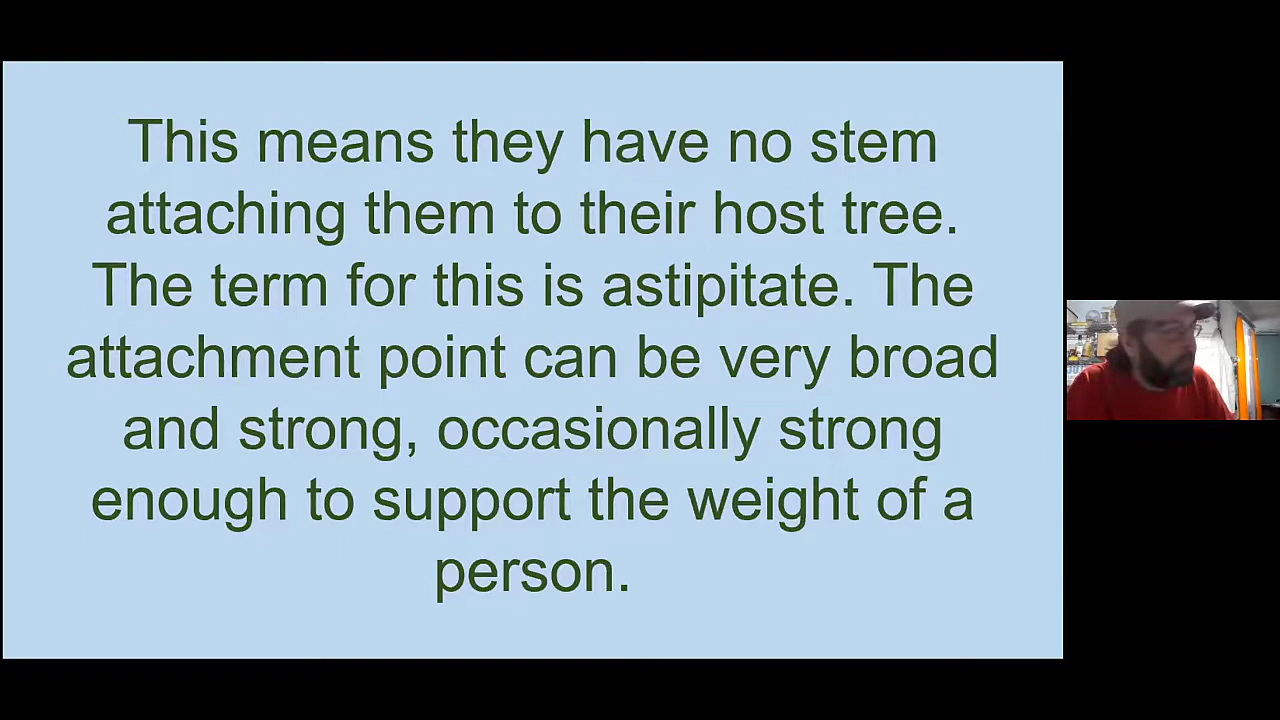 This means they have no stem
attaching them to their host tree.
The term for this is astipitate. The
attachment point can be very broad
and strong, occasionally strong
enough to support the weight of a
person.